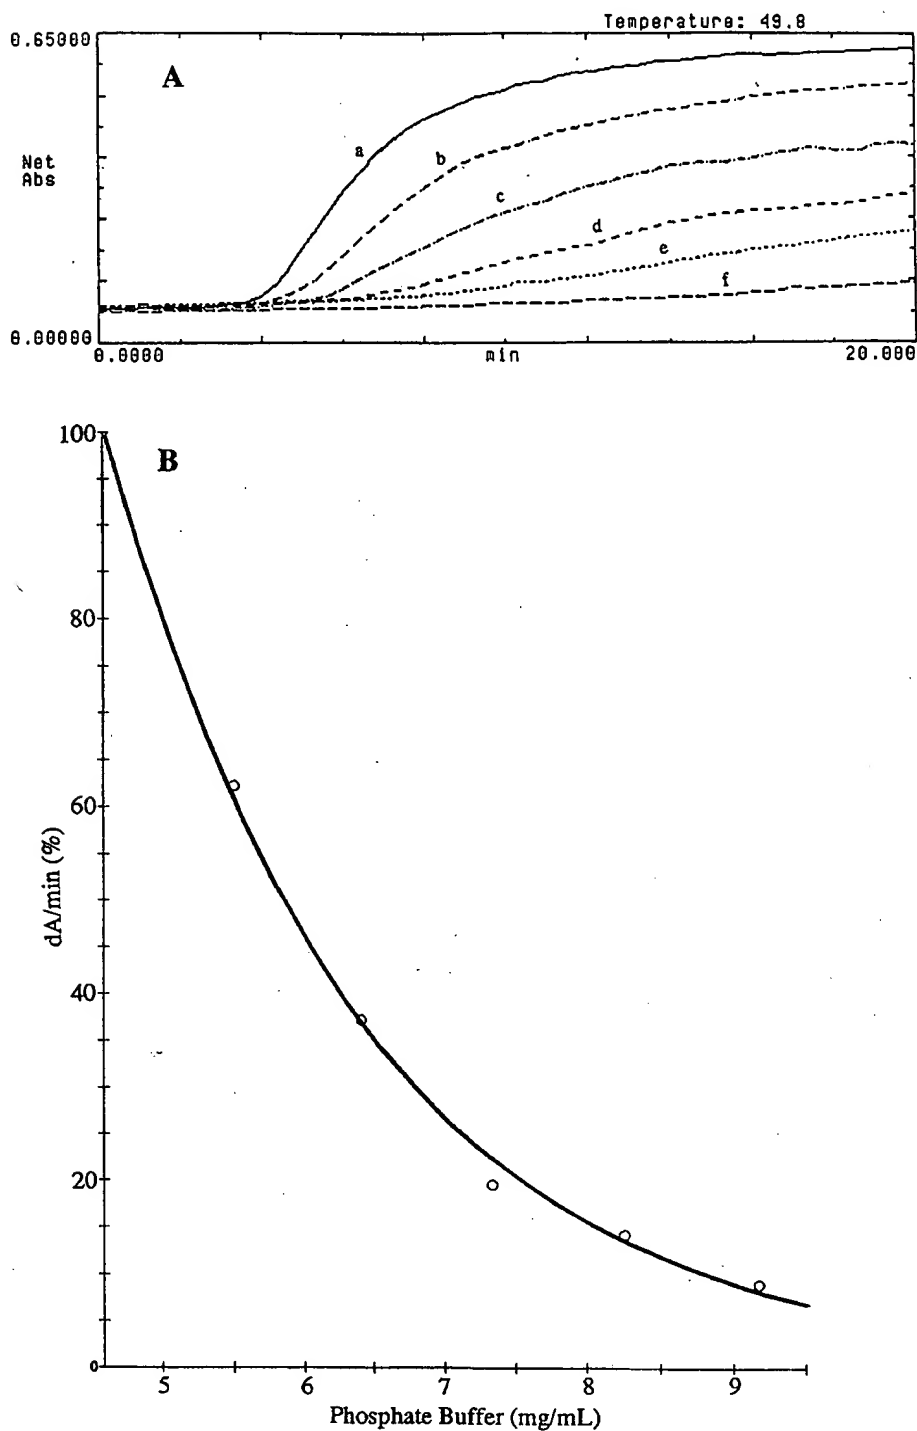 Temperature: 49.8
0.65000
A
a
b
Net
Abs
c
d
e
f
0.00000
0.0000
min
20.000
100
B
80
60
dA/min (%)
40
20
0
5
6
7
8
9
Phosphate Buffer (mg/mL)